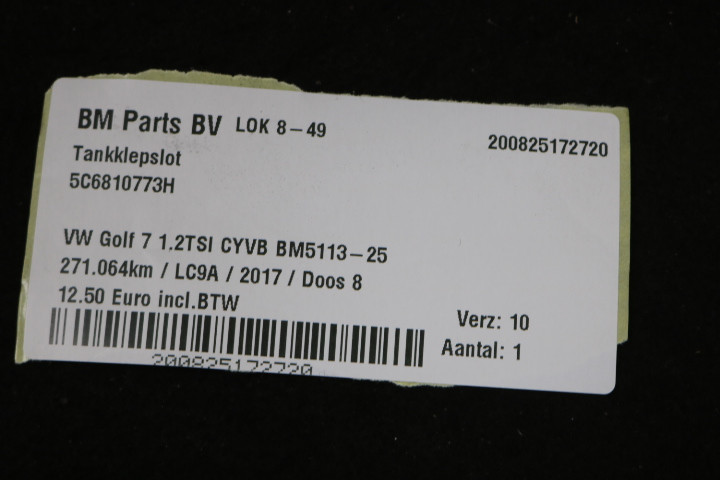 BM Parts BV LOK 8-49
200825172720
Tankklepslot
5C6810773H
VW Golf 7 1.2TSI CYVB BM5113-25
271.064km / LC9A / 2017 / Doos 8
12.50 Euro incl.BTW
Verz: 10
Aantal: 1
200825172720